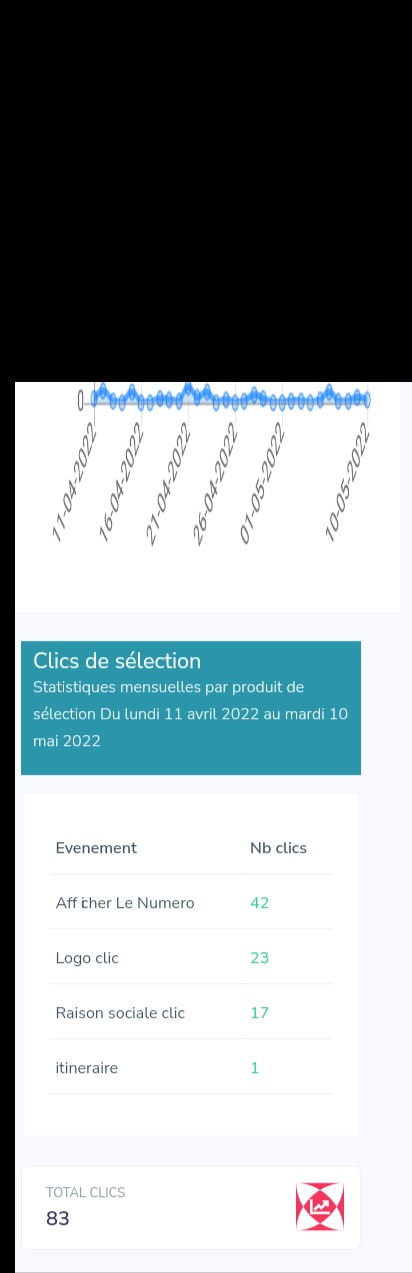 0
11-04-2022
16-04-2022
21-04-2022
26-04-2022
01-05-2022
10-05-2022
Clics de sélection
Statistiques mensuelles par produit de
sélection Du lundi 11 avril 2022 au mardi 10
mai 2022
Evenement Nb clics
Afficher Le Numero 42
Logo clic 23
Raison sociale clic 17
itineraire 1
TOTAL CLICS
83